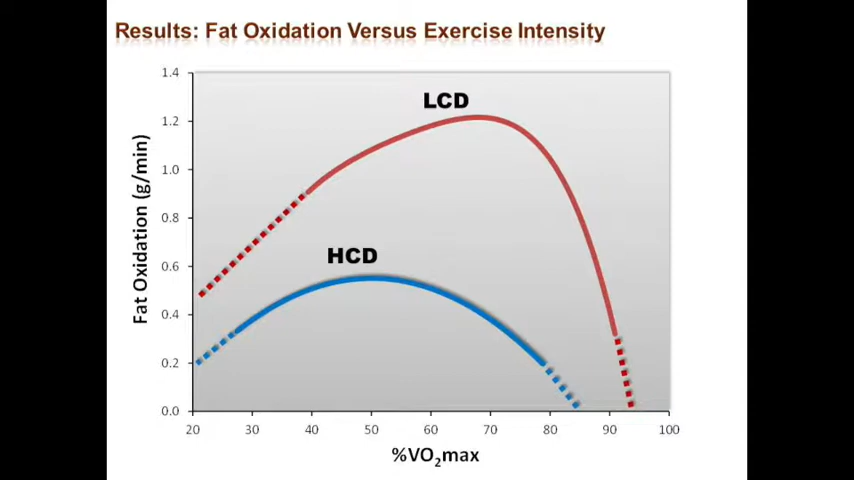 Results: Fat Oxidation Versus Exercise Intensity
1.4
LCD
1.2
1.0
0.8
HCD
0.6
0.4
0.2
0.0
Fat Oxidation (g/min)
20 30 40 50 60 70 80 90 100
%VO₂max